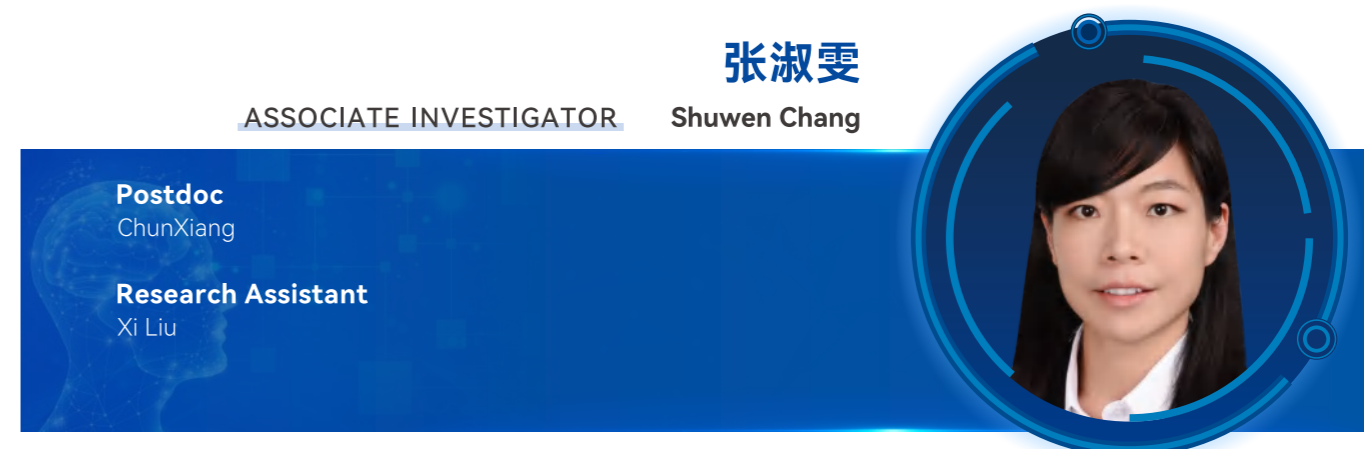 张淑雯
ASSOCIATE INVESTIGATOR Shuwen Chang
Postdoc
ChunXiang
Research Assistant
Xi Liu